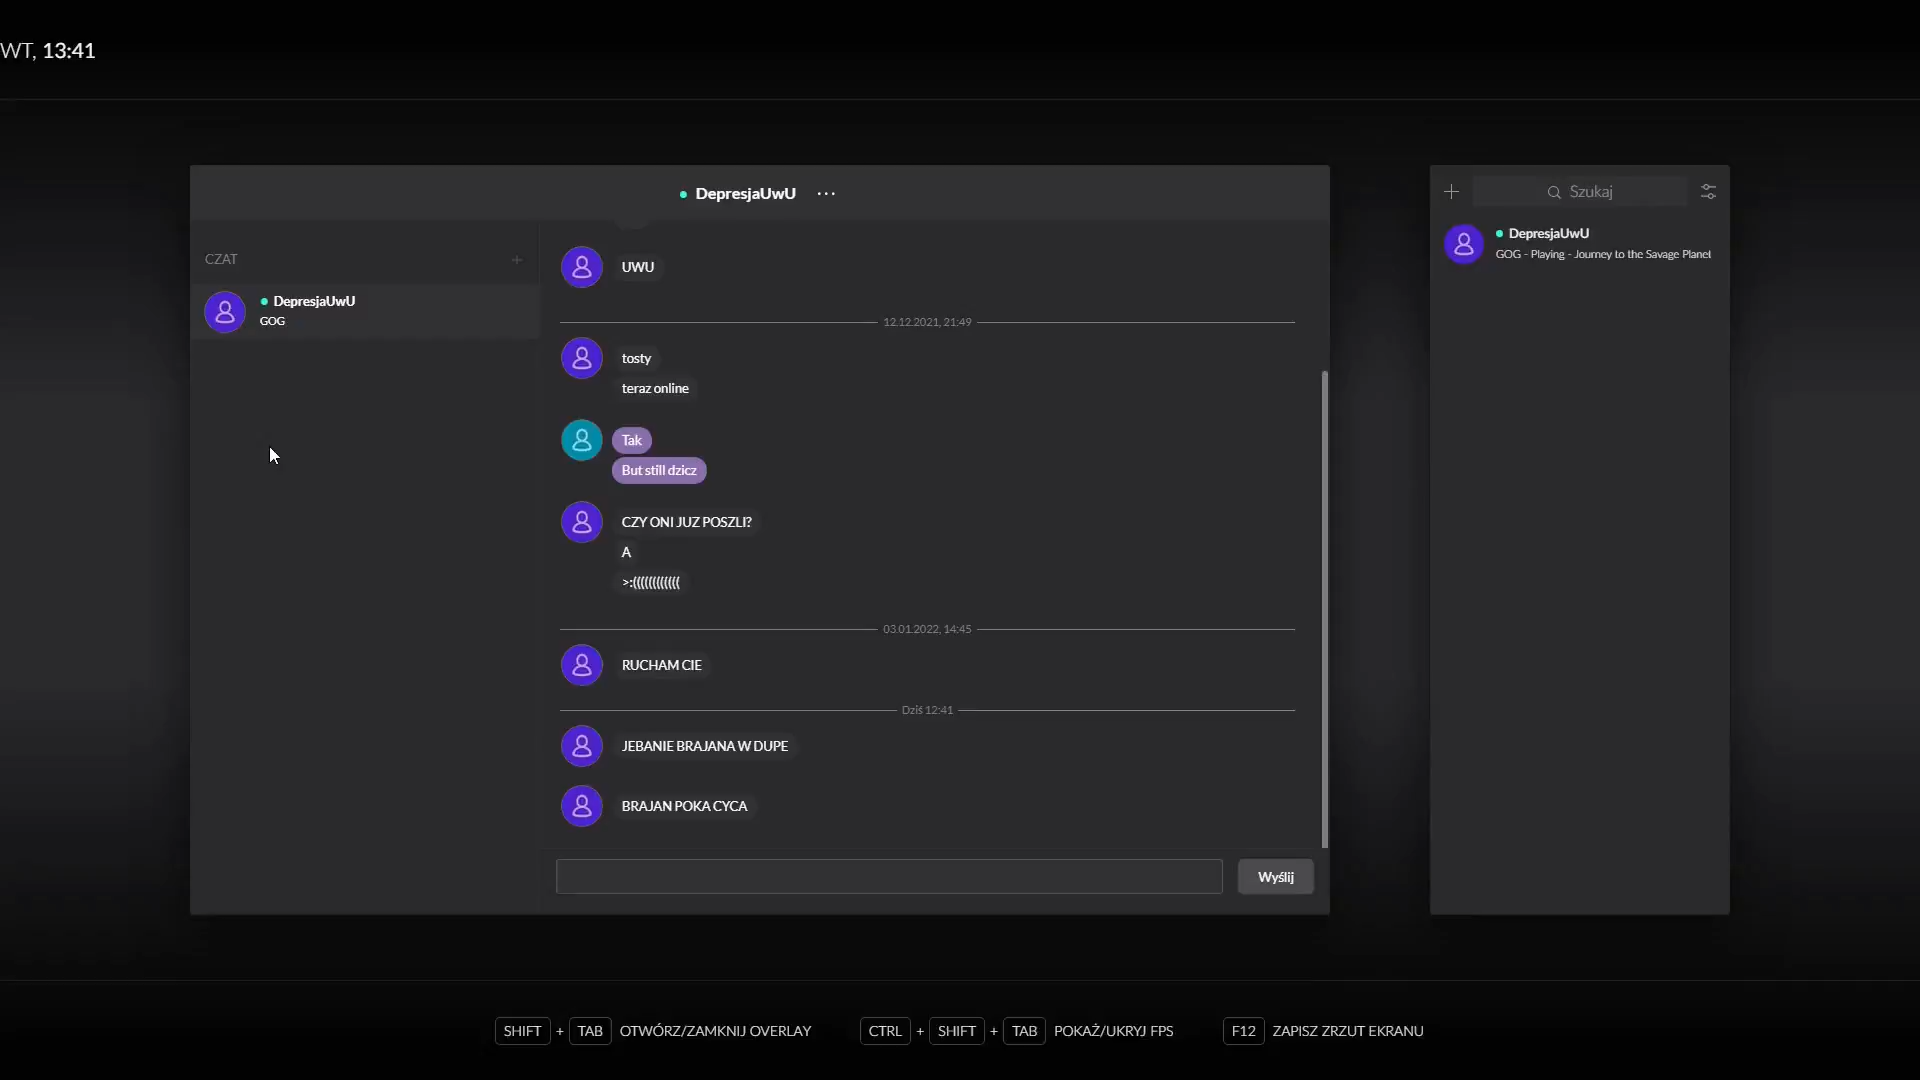 WT, 13:41
DepresjaUwU ...
CZAT +
DepresjaUwU
GOG
UWU
12.12.2021, 21:49
tosty
teraz online
Tak
But still dzicz
CZY ONI JUZ POSZLI?
A
>:((((((((((((
03.01.2022, 14:45
RUCHAM CIE
Dziś 12:41
JEBANIE BRAJANA W DUPE
BRAJAN POKA CYCA
Wyślij
Szukaj
DepresjaUwU
GOG - Playing - Journey to the Savage Planet
SHIFT + TAB OTWÓRZ/ZAMKNIJ OVERLAY CTRL + SHIFT + TAB POKAŻ/UKRYJ FPS F12 ZAPISZ ZRZUT EKRANU